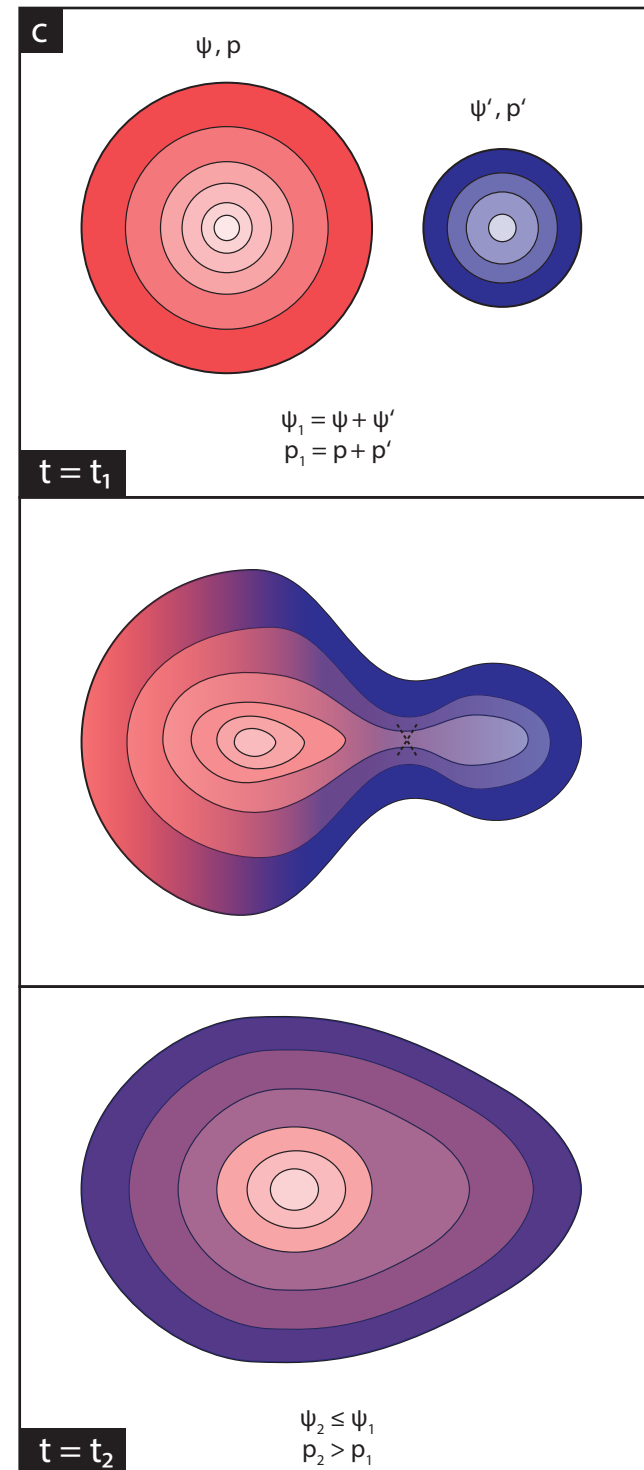 c
ψ, p
ψ‘, p‘
ψ₁ = ψ + ψ‘
p₁ = p + p‘
t = t₁
ψ₂ ≤ ψ₁
p₂ > p₁
t = t₂